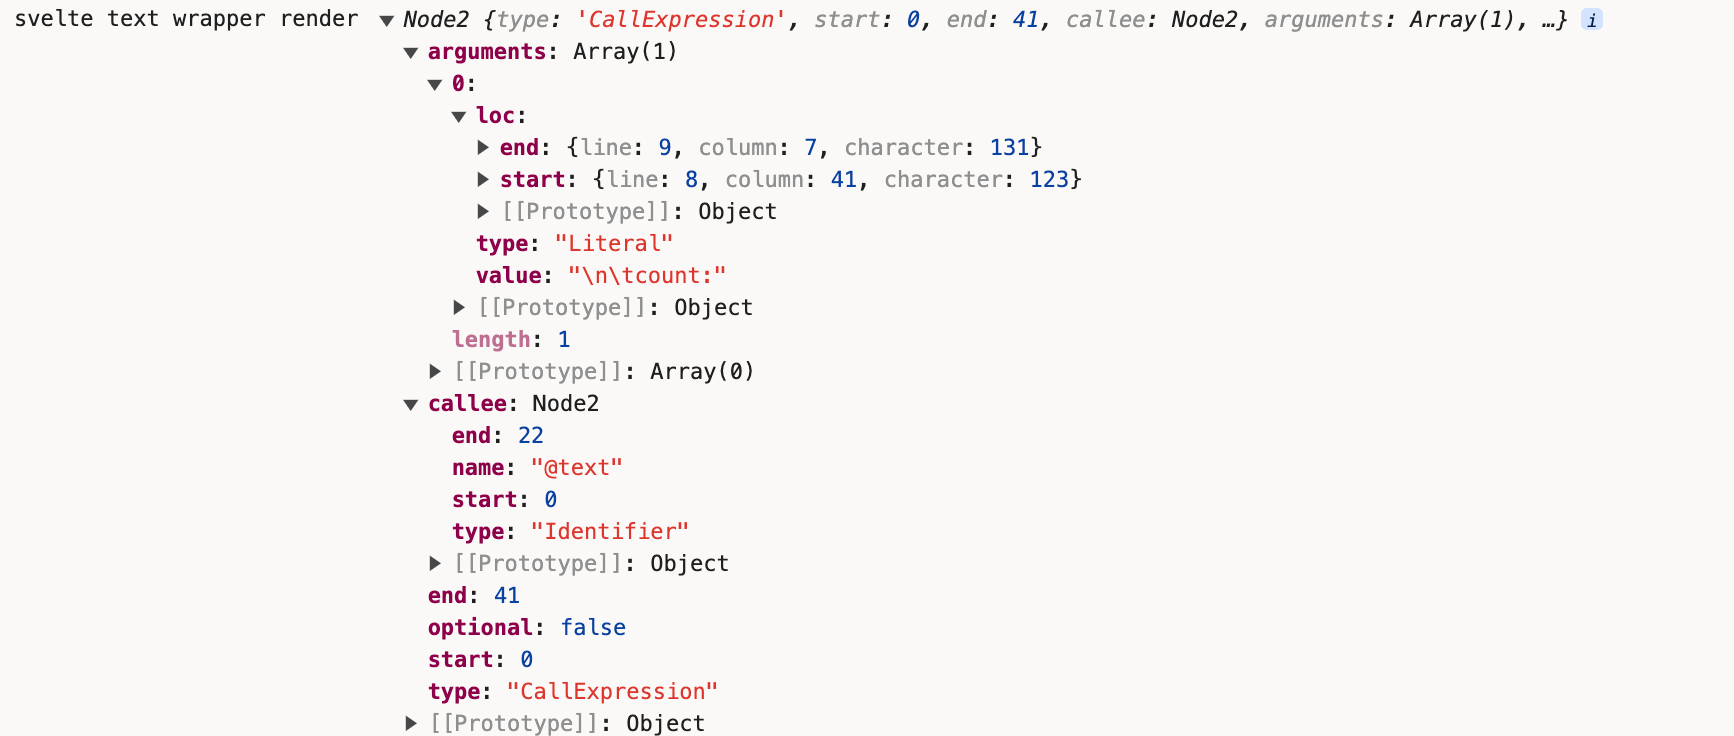 svelte text wrapper render ▼ Node2 {type: 'CallExpression', start: 0, end: 41, callee: Node2, arguments: Array(1), …} i
▼ arguments: Array(1)
▼ 0:
▼ loc:
▶ end: {line: 9, column: 7, character: 131}
▶ start: {line: 8, column: 41, character: 123}
▶ [[Prototype]]: Object
type: "Literal"
value: "\n\tcount:"
▶ [[Prototype]]: Object
length: 1
▶ [[Prototype]]: Array(0)
▼ callee: Node2
end: 22
name: "@text"
start: 0
type: "Identifier"
▶ [[Prototype]]: Object
end: 41
optional: false
start: 0
type: "CallExpression"
▶ [[Prototype]]: Object